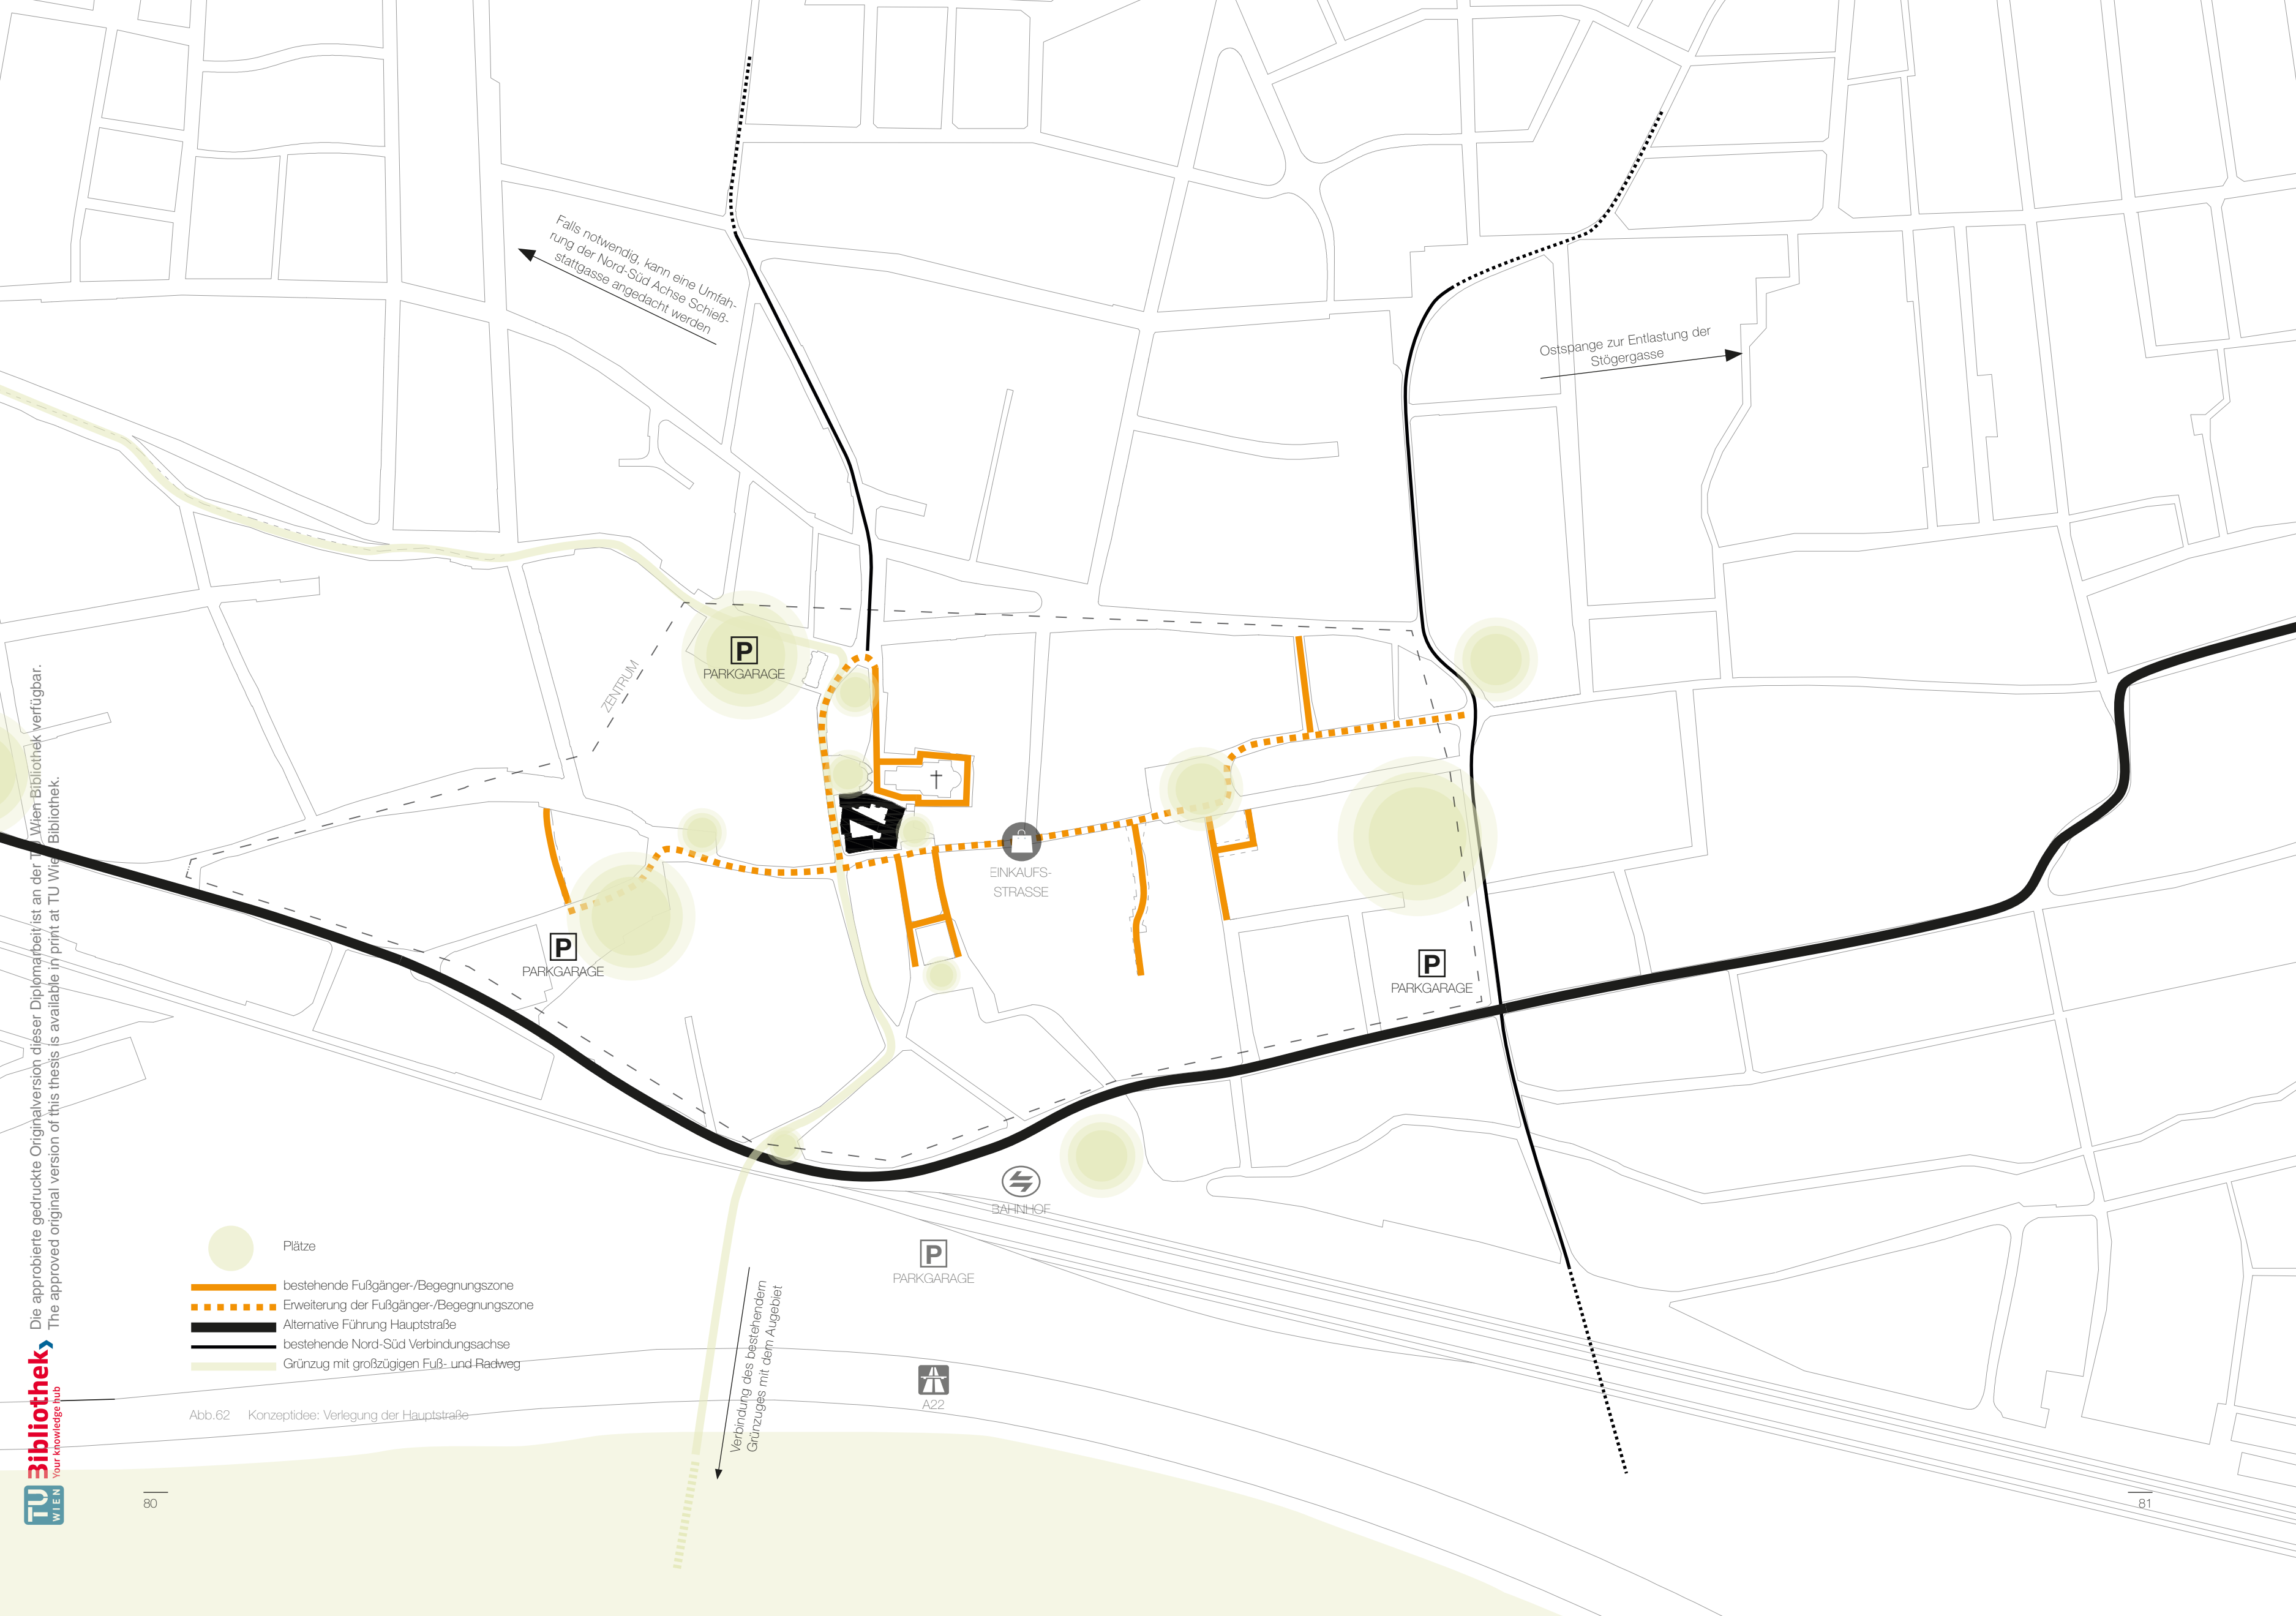 Falls notwendig, kann eine Umfah-
rung der Nord-Süd Achse Schieß-
stattgasse angedacht werden
Ostspange zur Entlastung der
Stögergasse
ZENTRUM
P
PARKGARAGE
EINKAUFS-
STRASSE
P
PARKGARAGE
P
PARKGARAGE
BAHNHOF
P
PARKGARAGE
A22
Verbindung des bestehendern
Grünzuges mit dem Augebiet
Plätze
bestehende Fußgänger-/Begegnungszone
Erweiterung der Fußgänger-/Begegnungszone
Alternative Führung Hauptstraße
bestehende Nord-Süd Verbindungsachse
Grünzug mit großzügigen Fuß- und Radweg
Abb.62 Konzeptidee: Verlegung der Hauptstraße
80
81
Die approbierte gedruckte Originalversion dieser Diplomarbeit ist an der TU Wien Bibliothek verfügbar.
The approved original version of this thesis is available in print at TU Wien Bibliothek.
TU WIEN
Bibliothek
Your knowledge hub